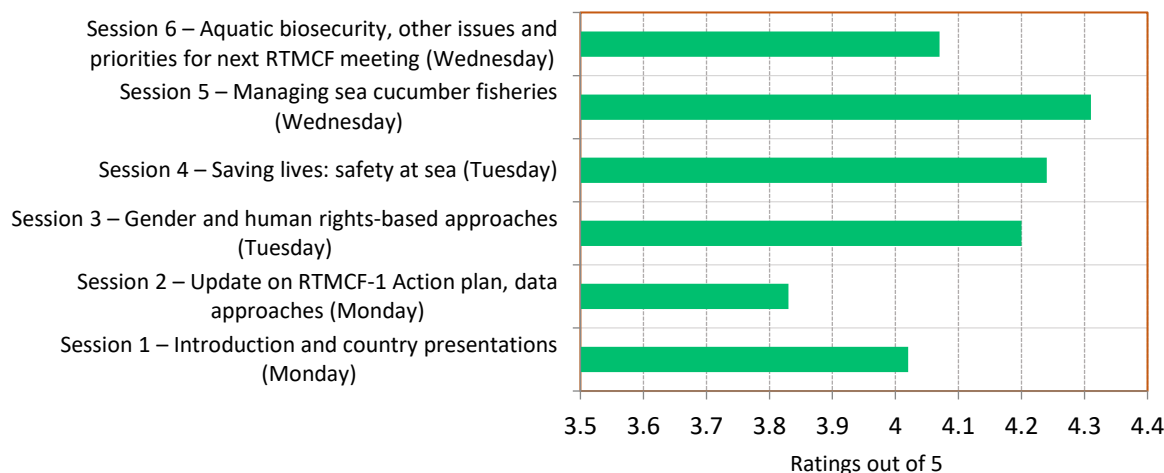 Session 6 – Aquatic biosecurity, other issues and
priorities for next RTMCF meeting (Wednesday)
Session 5 – Managing sea cucumber fisheries
(Wednesday)
Session 4 – Saving lives: safety at sea (Tuesday)
Session 3 – Gender and human rights-based approaches
(Tuesday)
Session 2 – Update on RTMCF-1 Action plan, data
approaches (Monday)
Session 1 – Introduction and country presentations
(Monday)
3.5 3.6 3.7 3.8 3.9 4 4.1 4.2 4.3 4.4
Ratings out of 5